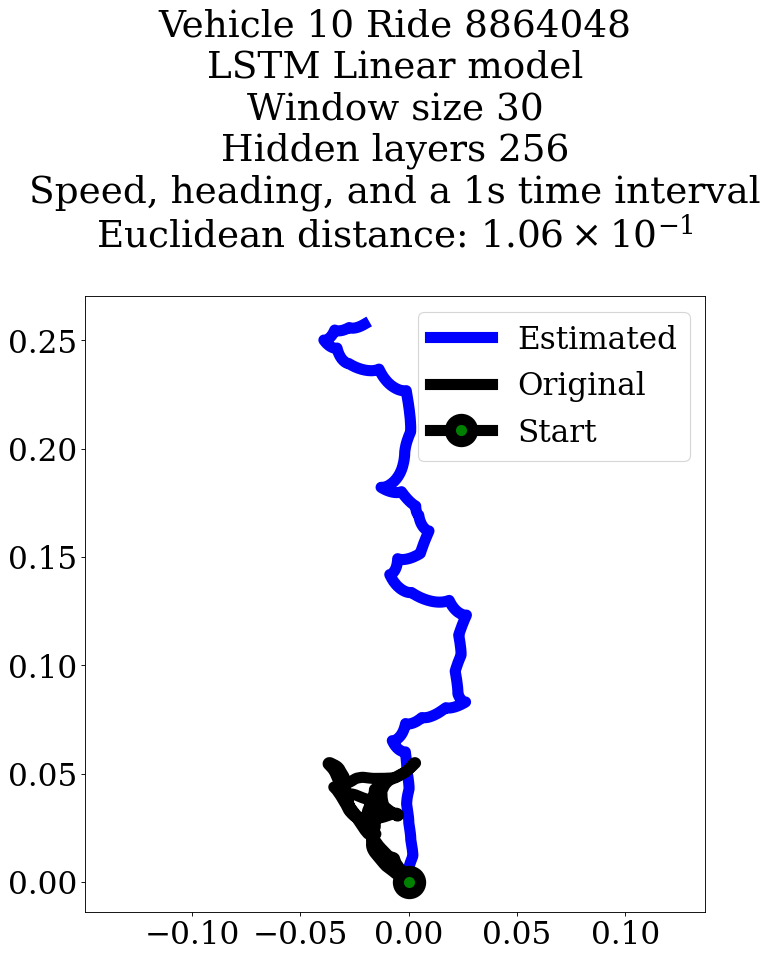 Vehicle 10 Ride 8864048
LSTM Linear model
Window size 30
Hidden layers 256
Speed, heading, and a 1s time interval
Euclidean distance: 1.06 × 10⁻¹
Estimated
Original
Start
0.25
0.20
0.15
0.10
0.05
0.00
−0.10 −0.05 0.00 0.05 0.10